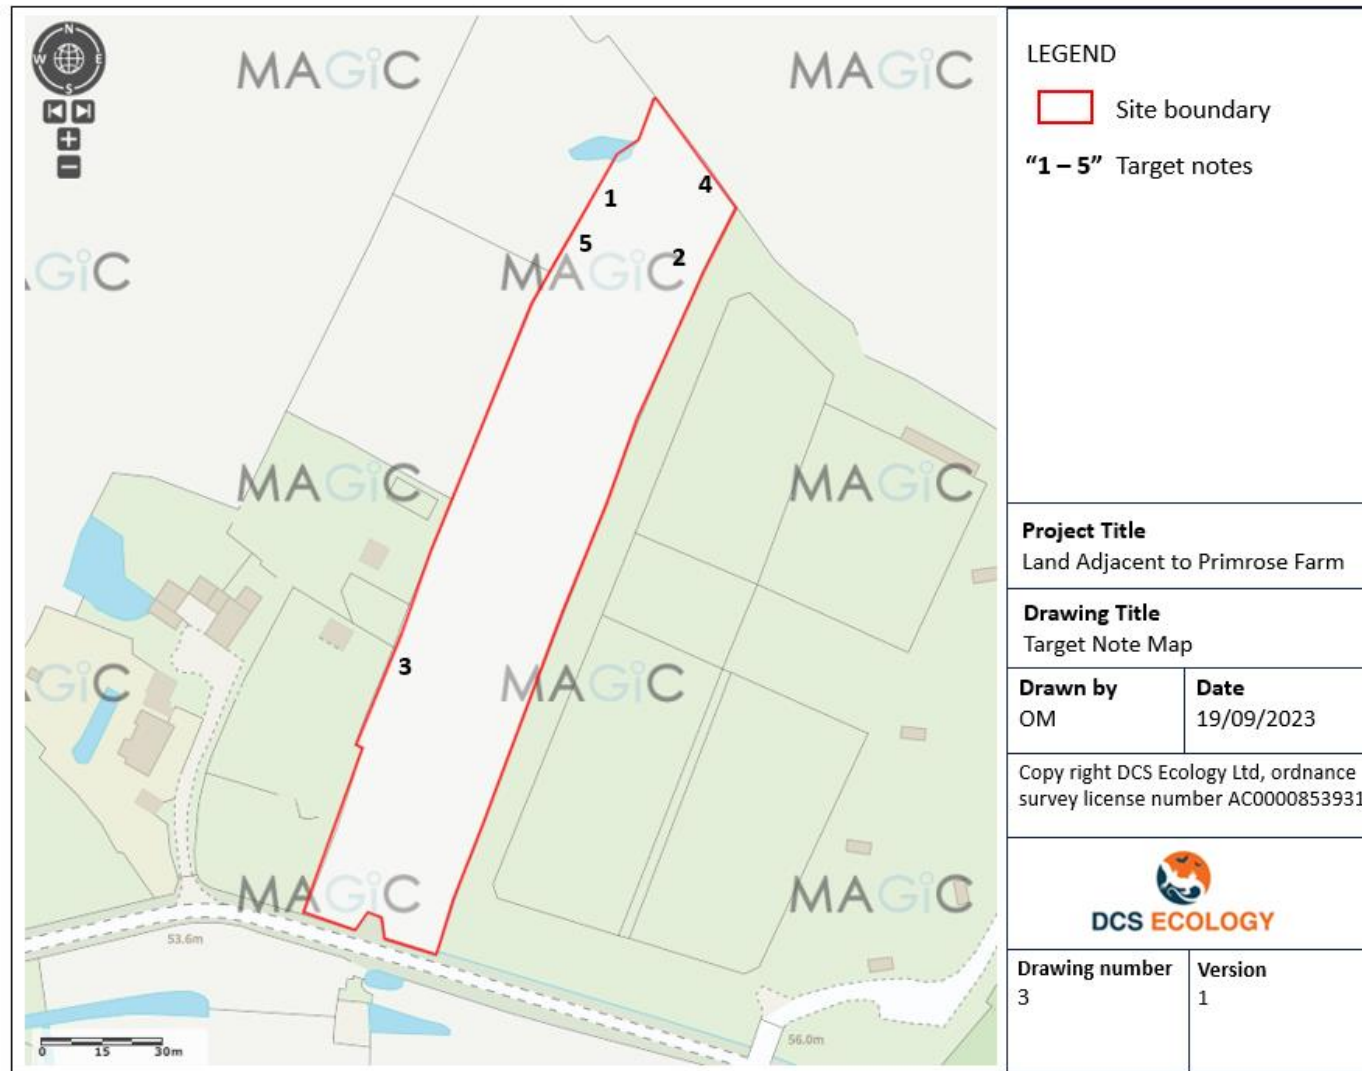 N
W
E
S
MAGiC
MAGiC
GiC
MAGiC
MAGiC
MAGiC
GiC
MAGiC
MAGiC
MAGiC
1
4
5
2
3
53.6m
56.0m
0 15 30m
LEGEND
Site boundary
“1 – 5” Target notes
Project Title
Land Adjacent to Primrose Farm
Drawing Title
Target Note Map
Drawn by
OM
Date
19/09/2023
Copy right DCS Ecology Ltd, ordnance
survey license number AC0000853931
DCS ECOLOGY
Drawing number
3
Version
1